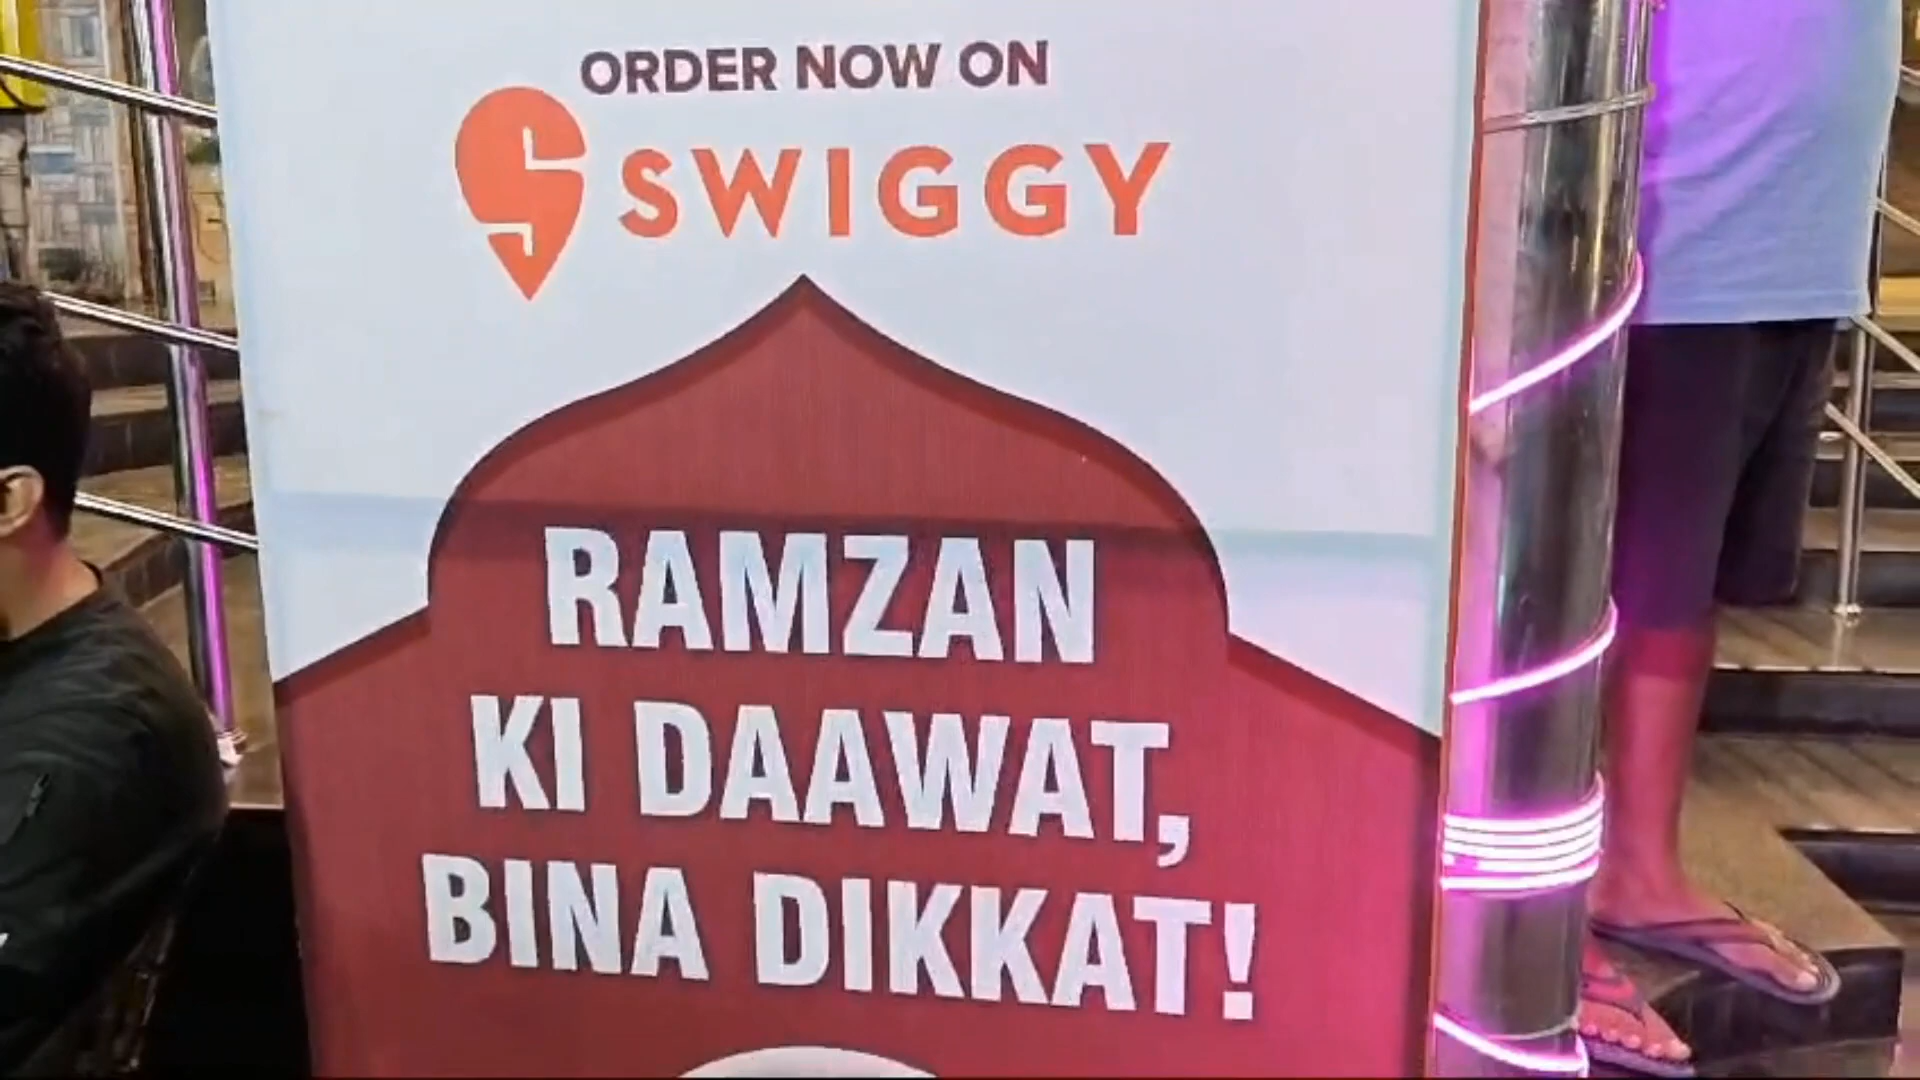 ORDER NOW ON
SWIGGY
RAMZAN
KI DAAWAT,
BINA DIKKAT!